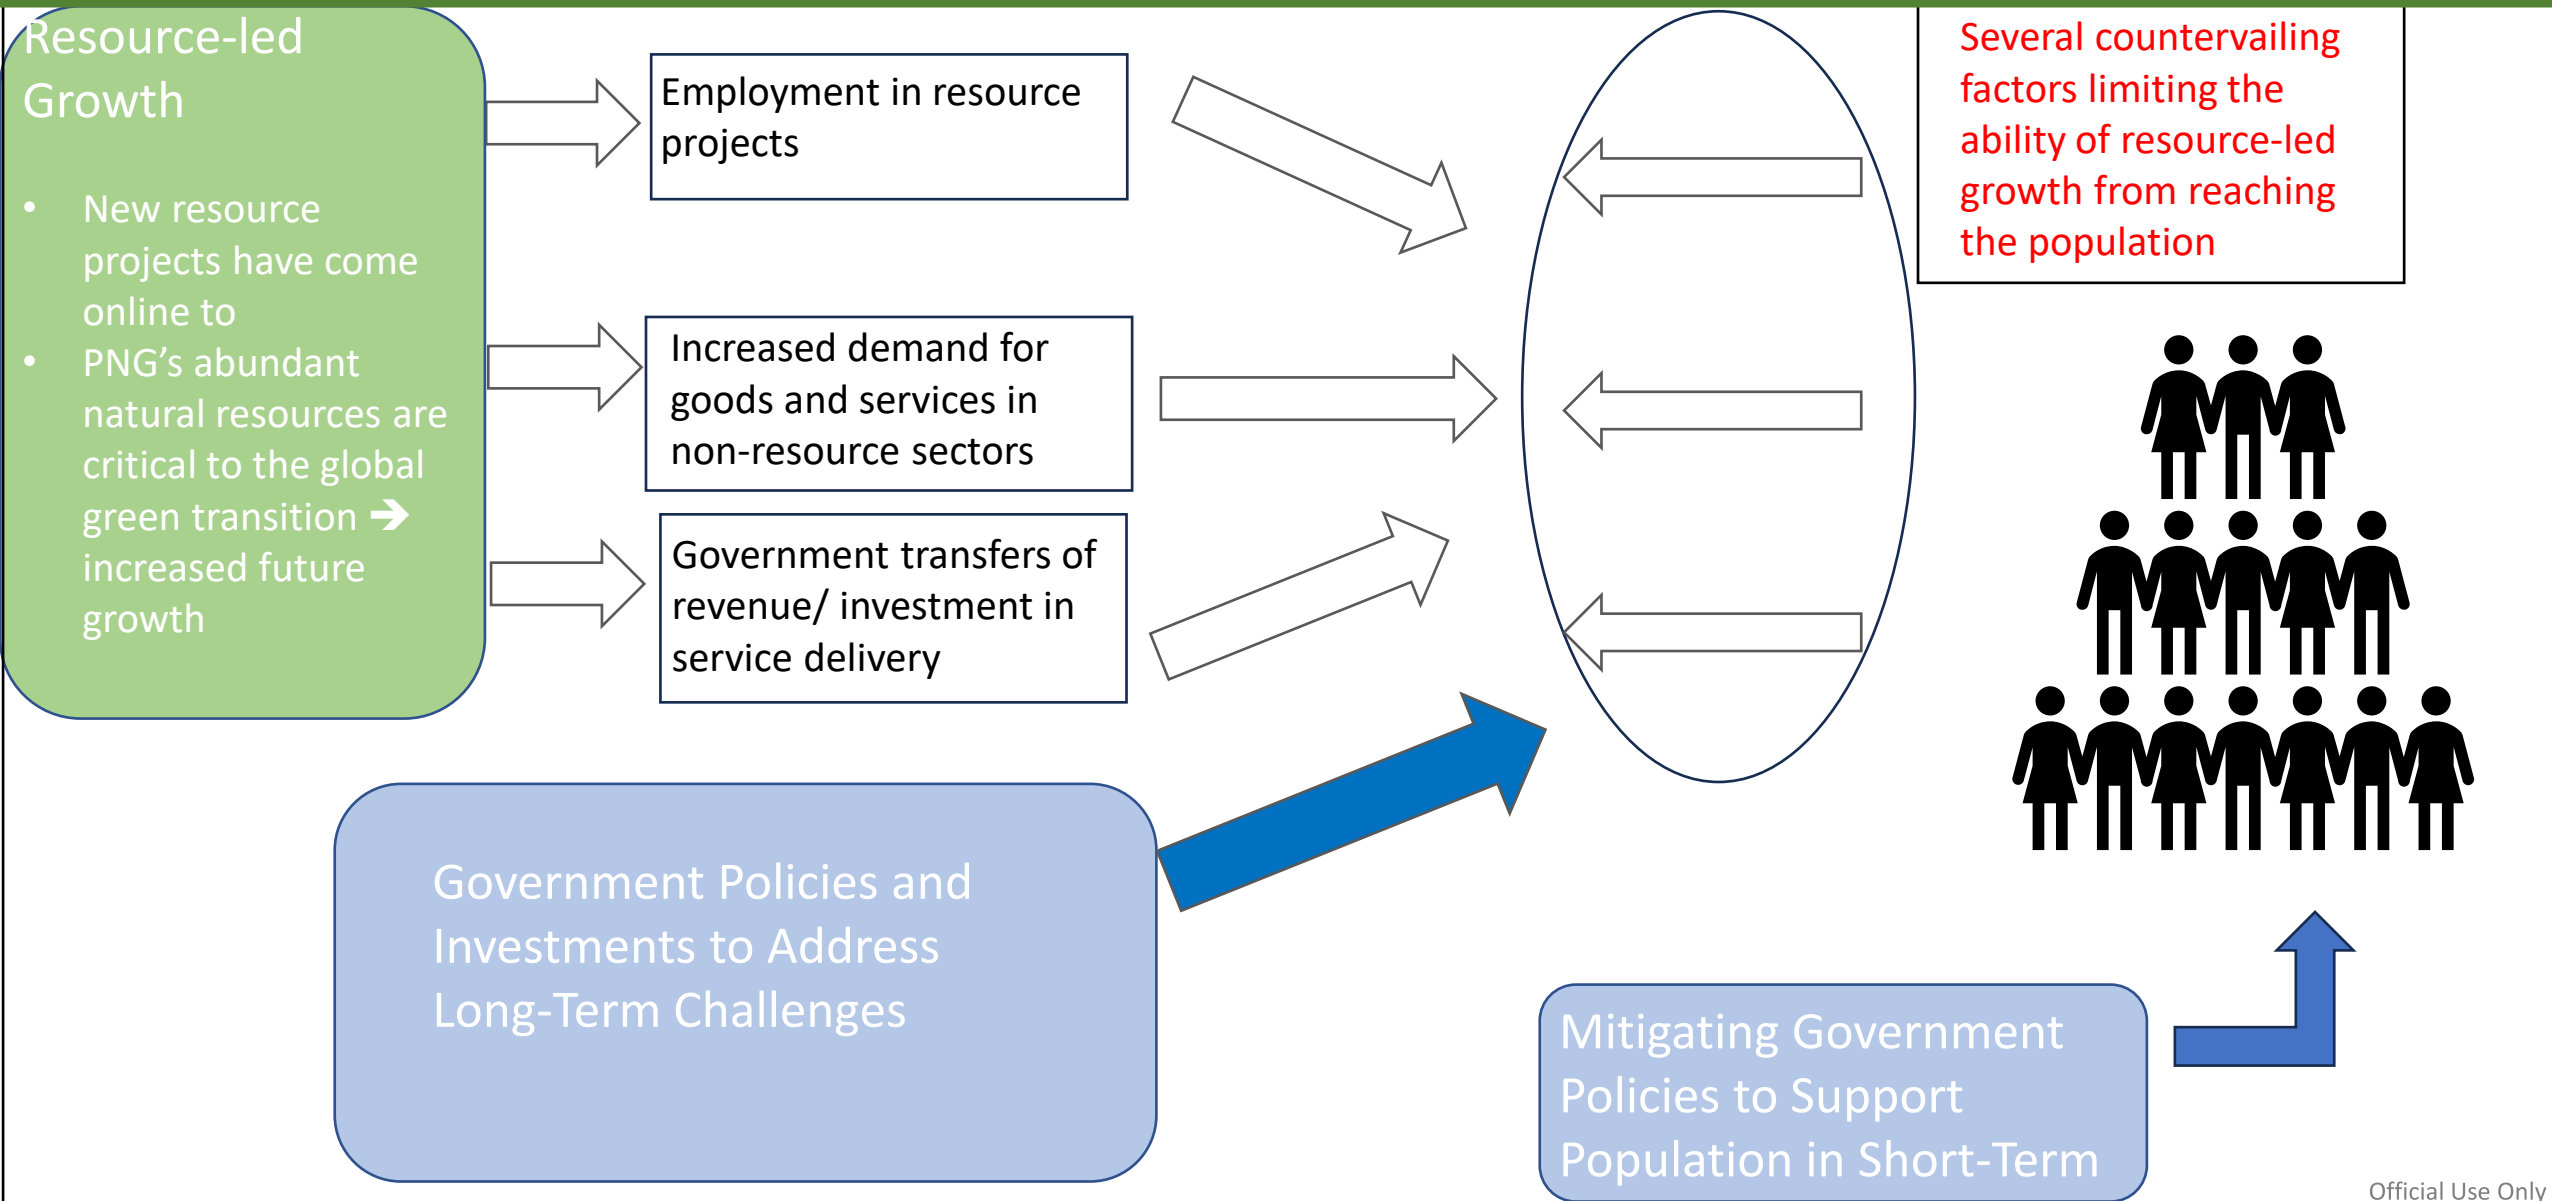 Resource-led
Growth
• New resource
projects have come
online to
• PNG's abundant
natural resources are
critical to the global
green transition ➔
increased future
growth
Employment in resource
projects
Increased demand for
goods and services in
non-resource sectors
Government transfers of
revenue/ investment in
service delivery
Several countervailing
factors limiting the
ability of resource-led
growth from reaching
the population
Government Policies and
Investments to Address
Long-Term Challenges
Mitigating Government
Policies to Support
Population in Short-Term
Official Use Only